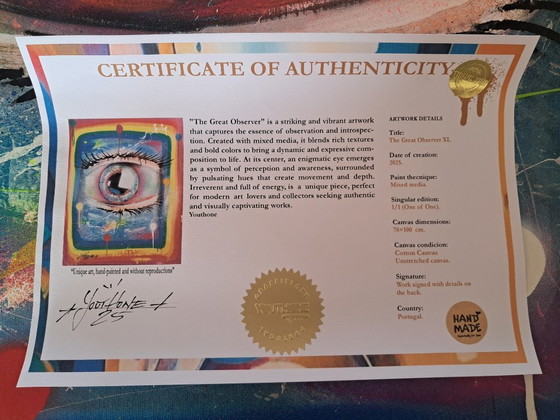 CERTIFICATE OF AUTHENTICITY
"The Great Observer" is a striking and vibrant artwork
that captures the essence of observation and introspec-
tion. Created with mixed media, it blends rich textures
and bold colors to bring a dynamic and expressive com-
position to life. At its center, an enigmatic eye emerges
as a symbol of perception and awareness, surrounded
by pulsating hues that create movement and depth.
Irreverent and full of energy, is a unique piece, perfect
for modern art lovers and collectors seeking authentic
and visually captivating works.
Youthone
"Unique art, hand-painted and without reproductions"
YOUTHONE
25
ARTWORK DETAILS
Title:
The Great Observer XL
Date of creation:
2025.
Paint thecnique:
Mixed media.
Singular edition:
1/1 (One of One).
Canvas dimensions:
70×100 cm.
Canvas condicion:
Cotton Canvas
Unstretched canvas.
Signature:
Work signed with details on
the back.
Country:
Portugal.
HAND
MADE